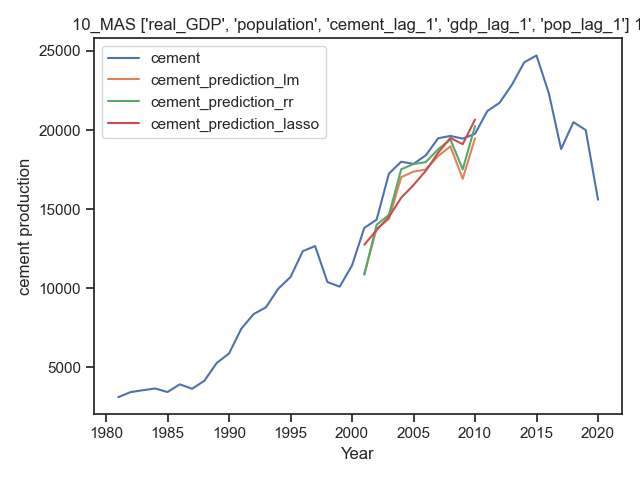 10_MAS ['real_GDP', 'population', 'cement_lag_1', 'gdp_lag_1', 'pop_lag_1'] 1
cement
cement_prediction_lm
cement_prediction_rr
cement_prediction_lasso
25000
20000
15000
10000
5000
cement production
1980 1985 1990 1995 2000 2005 2010 2015 2020
Year